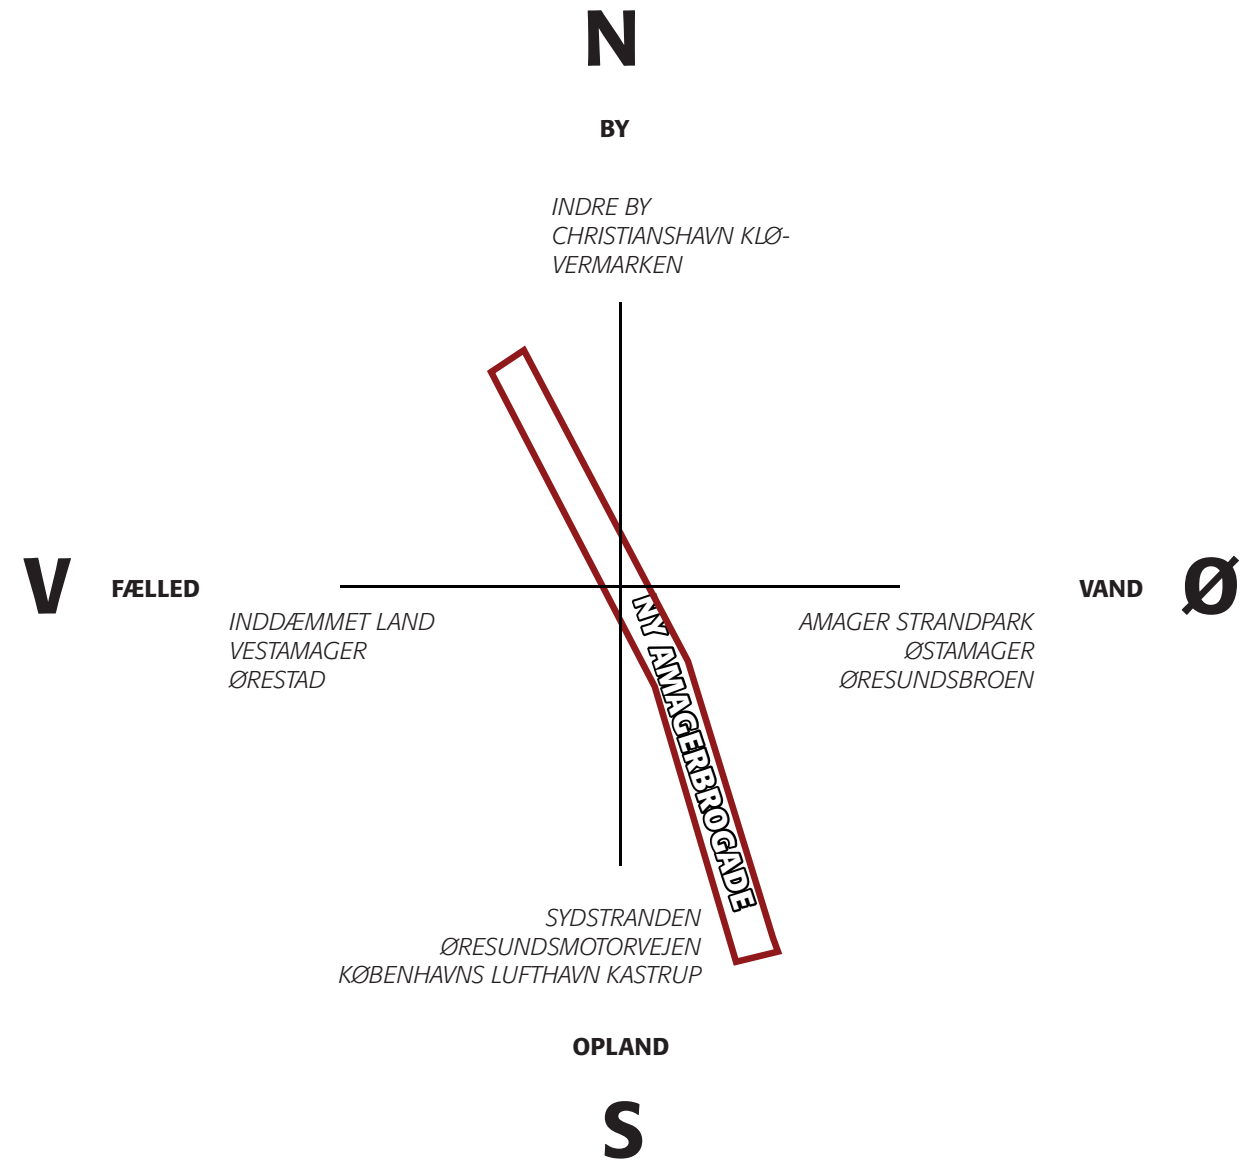 N
BY
INDRE BY
CHRISTIANSHAVN KLØ-
VERMARKEN
V
FÆLLED
VAND
Ø
INDDÆMMET LAND
VESTAMAGER
ØRESTAD
AMAGER STRANDPARK
ØSTAMAGER
ØRESUNDSBROEN
NY AMAGERBROGADE
SYDSTRANDEN
ØRESUNDSMOTORVEJEN
KØBENHAVNS LUFTHAVN KASTRUP
OPLAND
S